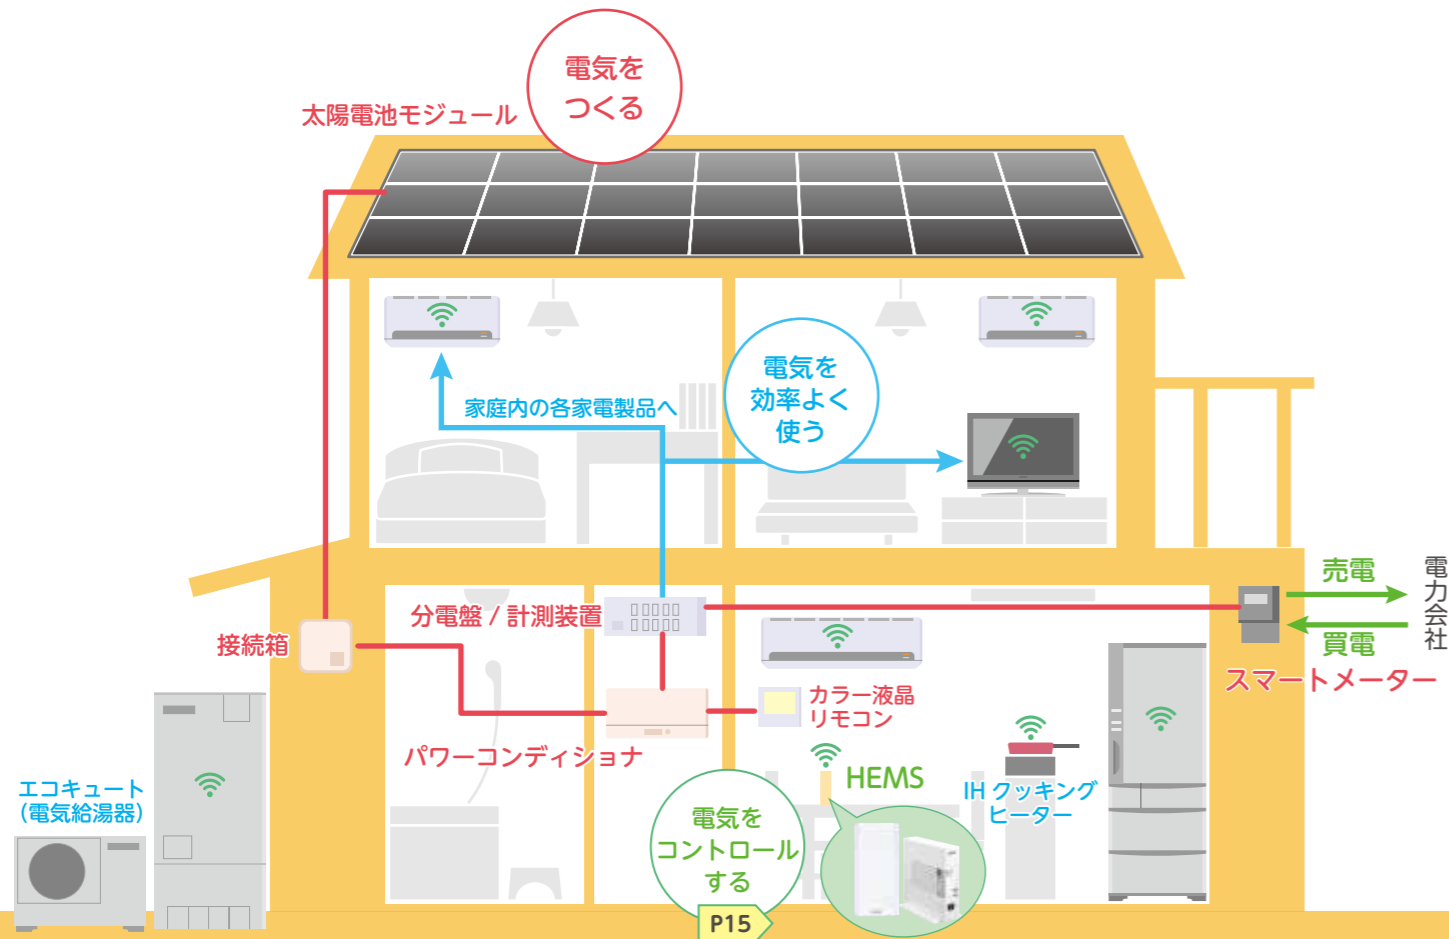 電気を
つくる
太陽電池モジュール
電気を
効率よく
使う
家庭内の各家電製品へ
売電
電力会社
買電
スマートメーター
分電盤 / 計測装置
接続箱
カラー液晶
リモコン
パワーコンディショナ
HEMS
IH クッキング
ヒーター
エコキュート
（電気給湯器）
電気を
コントロール
する
P15